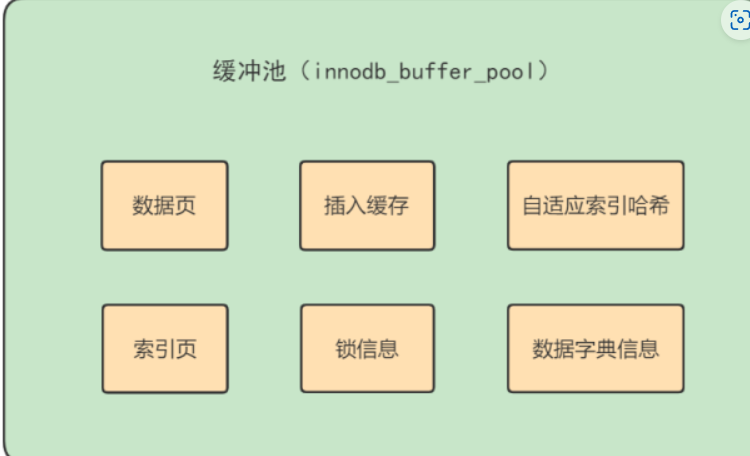 缓冲池（innodb_buffer_pool）
数据页
插入缓存
自适应索引哈希
索引页
锁信息
数据字典信息